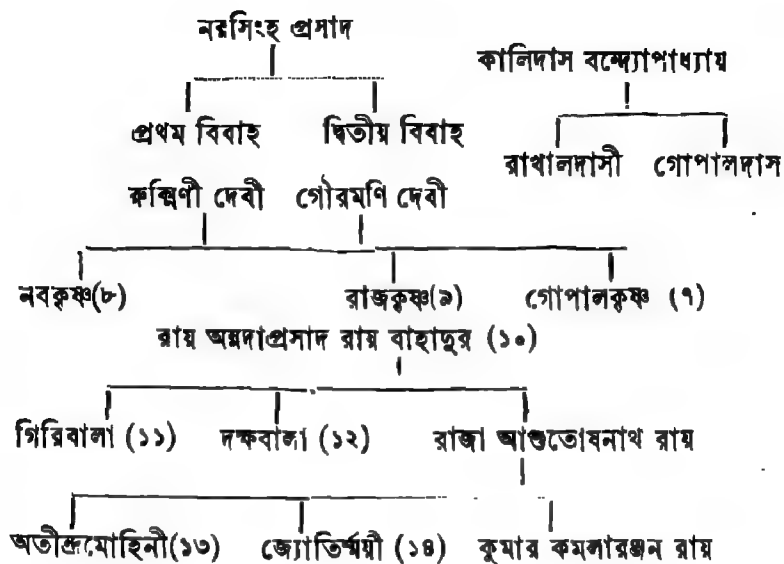 নরসিংহ প্রসাদ
কালিদাস বন্দ্যোপাধ্যায়
প্রথম বিবাহ দ্বিতীয় বিবাহ
রাখালদাসী গোপালদাস
রুক্মিণী দেবী গৌরমণি দেবী
নবকৃষ্ণ(৮) রাজকৃষ্ণ(৯) গোপালকৃষ্ণ (৭)
রায় অন্নদাপ্রসাদ রায় বাহাদুর (১০)
গিরিবালা (১১) দক্ষবালা (১২) রাজা আশুতোষনাথ রায়
অতীন্দ্রমোহিনী(১৩) জ্যোতির্ম্ময়ী (১৪) কুমার কমলারঞ্জন রায়